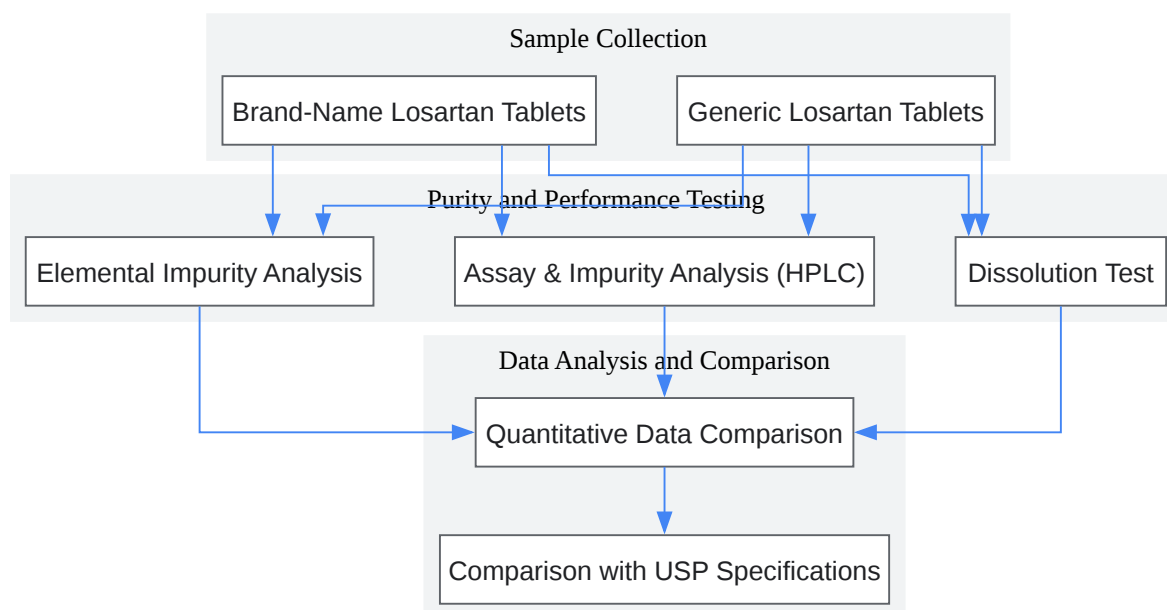 Sample Collection
Brand-Name Losartan Tablets
Generic Losartan Tablets
Purity and Performance Testing
Elemental Impurity Analysis
Assay & Impurity Analysis (HPLC)
Dissolution Test
Data Analysis and Comparison
Quantitative Data Comparison
Comparison with USP Specifications